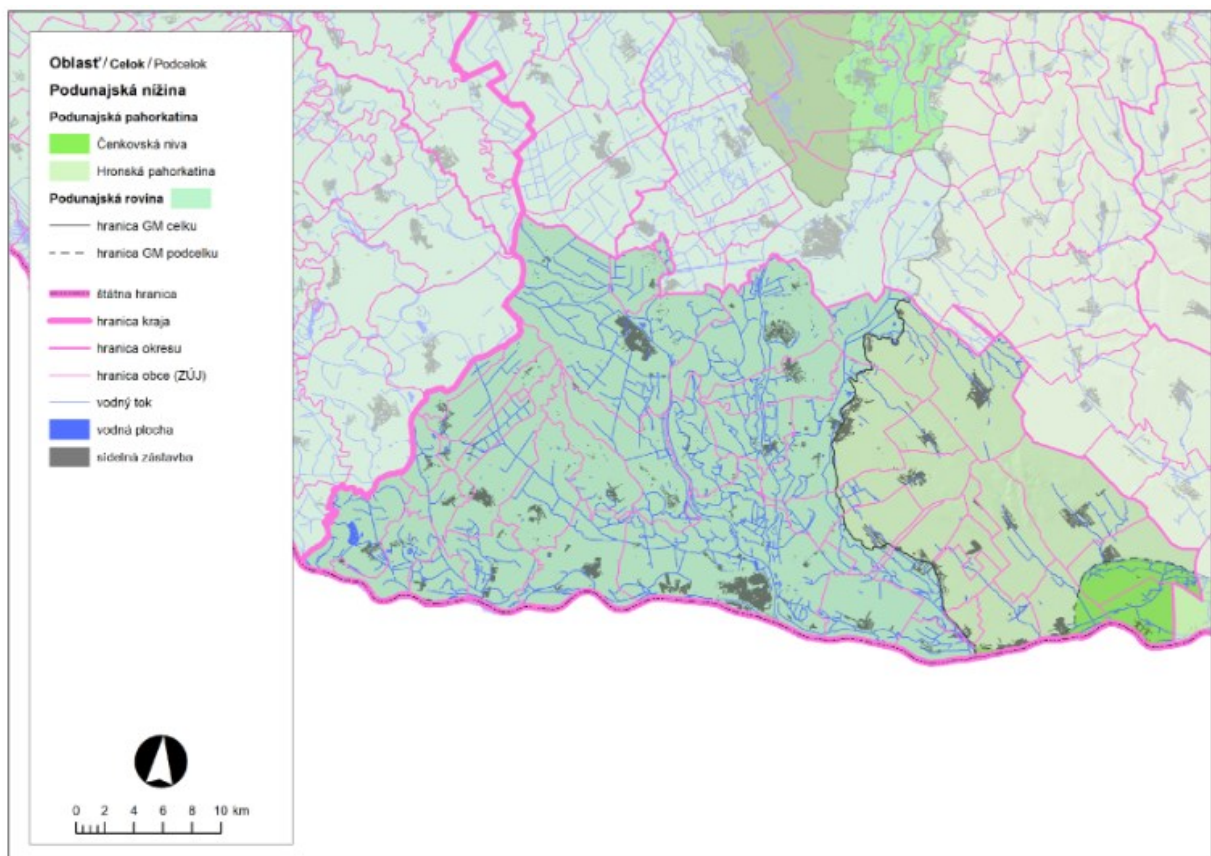 Oblasť / Celok / Podcelok
Podunajská nížina
Podunajská pahorkatina
Čenkovská niva
Hronská pahorkatina
Podunajská rovina
hranica GM celku
hranica GM podcelku
štátna hranica
hranica kraja
hranica okresu
hranica obce (ZÚJ)
vodný tok
vodná plocha
sídelná zástavba
0 2 4 6 8 10 km